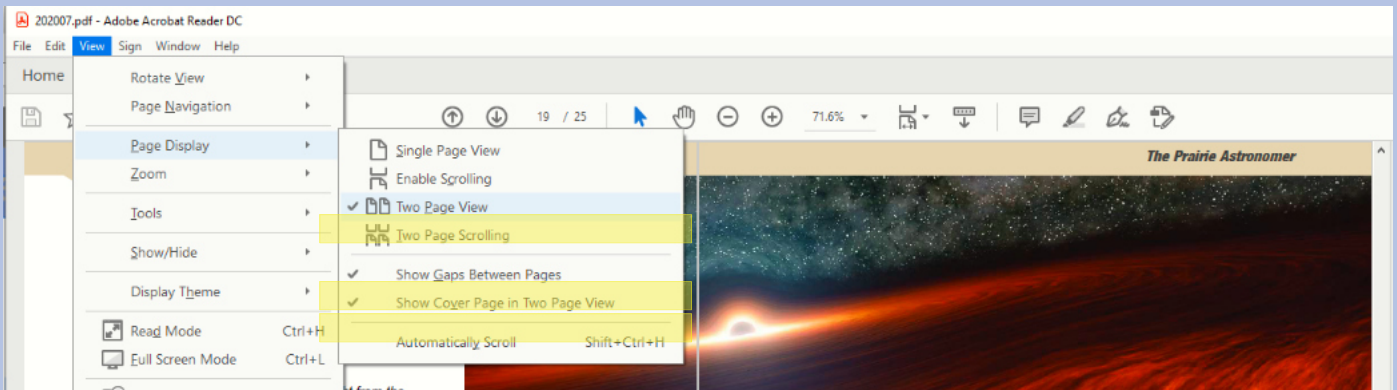 202007.pdf - Adobe Acrobat Reader DC
File Edit View Sign Window Help
Home
19 / 25 71.6%
Rotate View
Page Navigation
Page Display
Zoom
Tools
Show/Hide
Display Theme
Read Mode Ctrl+H
Full Screen Mode Ctrl+L
Single Page View
Enable Scrolling
Two Page View
Two Page Scrolling
Show Gaps Between Pages
Show Cover Page in Two Page View
Automatically Scroll Shift+Ctrl+H
The Prairie Astronomer
from the